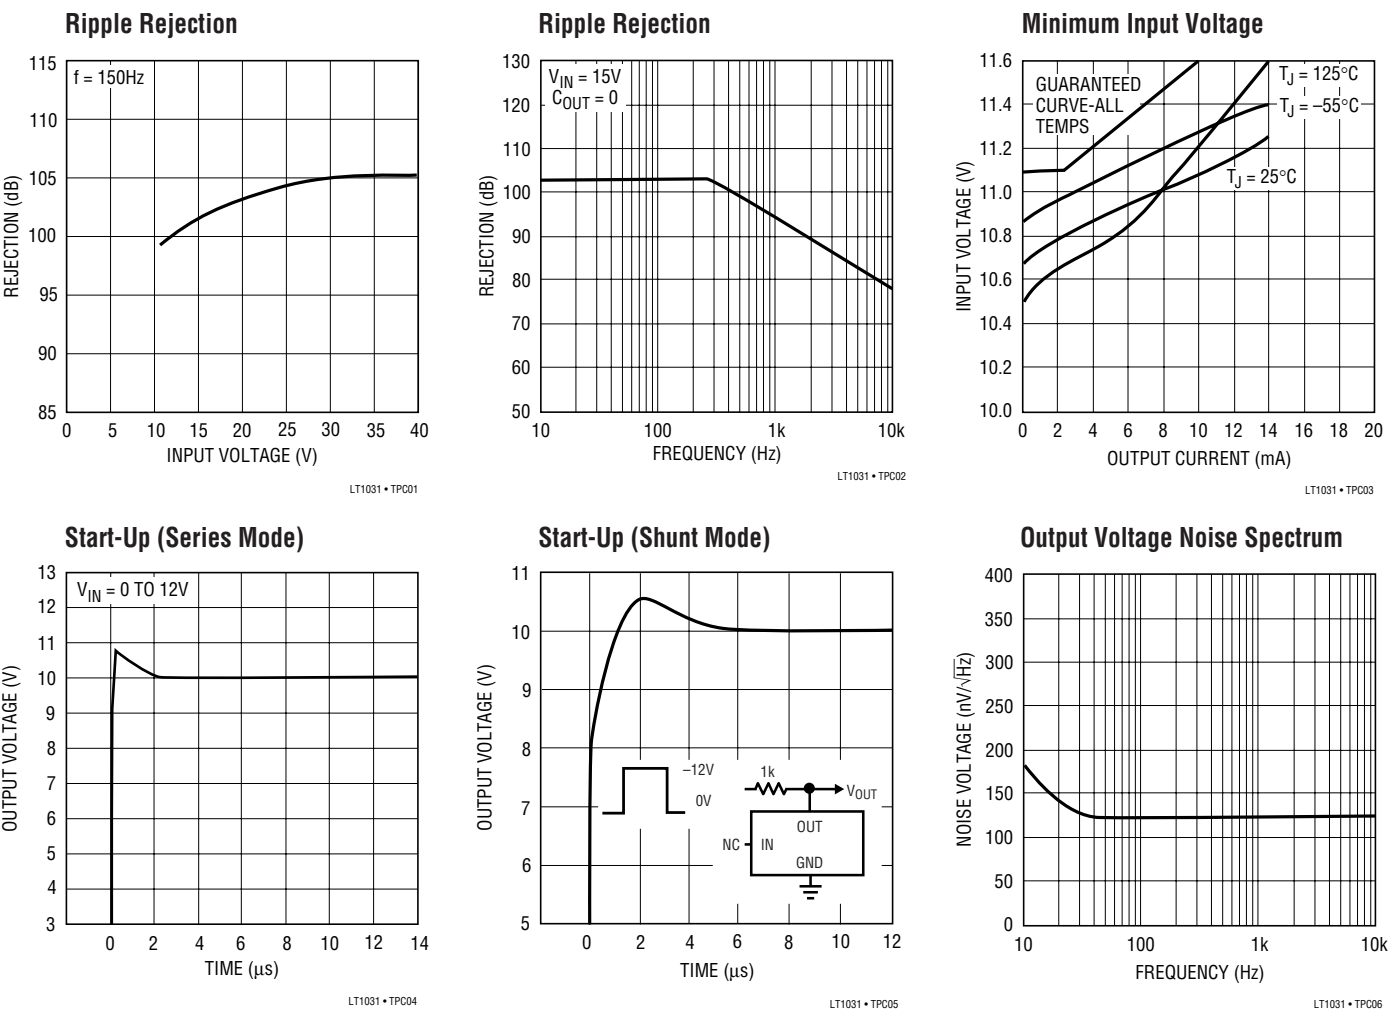 Ripple Rejection
115
110
105
100
95
90
85
REJECTION (dB)
f = 150Hz
0 5 10 15 20 25 30 35 40
INPUT VOLTAGE (V)
LT1031 • TPC01
Ripple Rejection
130
120
110
100
90
80
70
60
50
REJECTION (dB)
VIN = 15V
COUT = 0
10 100 1k 10k
FREQUENCY (Hz)
LT1031 • TPC02
Minimum Input Voltage
11.6
11.4
11.2
11.0
10.8
10.6
10.4
10.2
10.0
INPUT VOLTAGE (V)
GUARANTEED
CURVE-ALL
TEMPS
TJ = 125°C
TJ = –55°C
TJ = 25°C
0 2 4 6 8 10 12 14 16 18 20
OUTPUT CURRENT (mA)
LT1031 • TPC03
Start-Up (Series Mode)
13
12
11
10
9
8
7
6
5
4
3
OUTPUT VOLTAGE (V)
VIN = 0 TO 12V
0 2 4 6 8 10 12 14
TIME (µs)
LT1031 • TPC04
Start-Up (Shunt Mode)
11
10
9
8
7
6
5
OUTPUT VOLTAGE (V)
–12V
0V
1k
VOUT
OUT
NC
IN
GND
0 2 4 6 8 10 12
TIME (µs)
LT1031 • TPC05
Output Voltage Noise Spectrum
400
350
300
250
200
150
100
50
0
NOISE VOLTAGE (nV/√Hz)
10 100 1k 10k
FREQUENCY (Hz)
LT1031 • TPC06